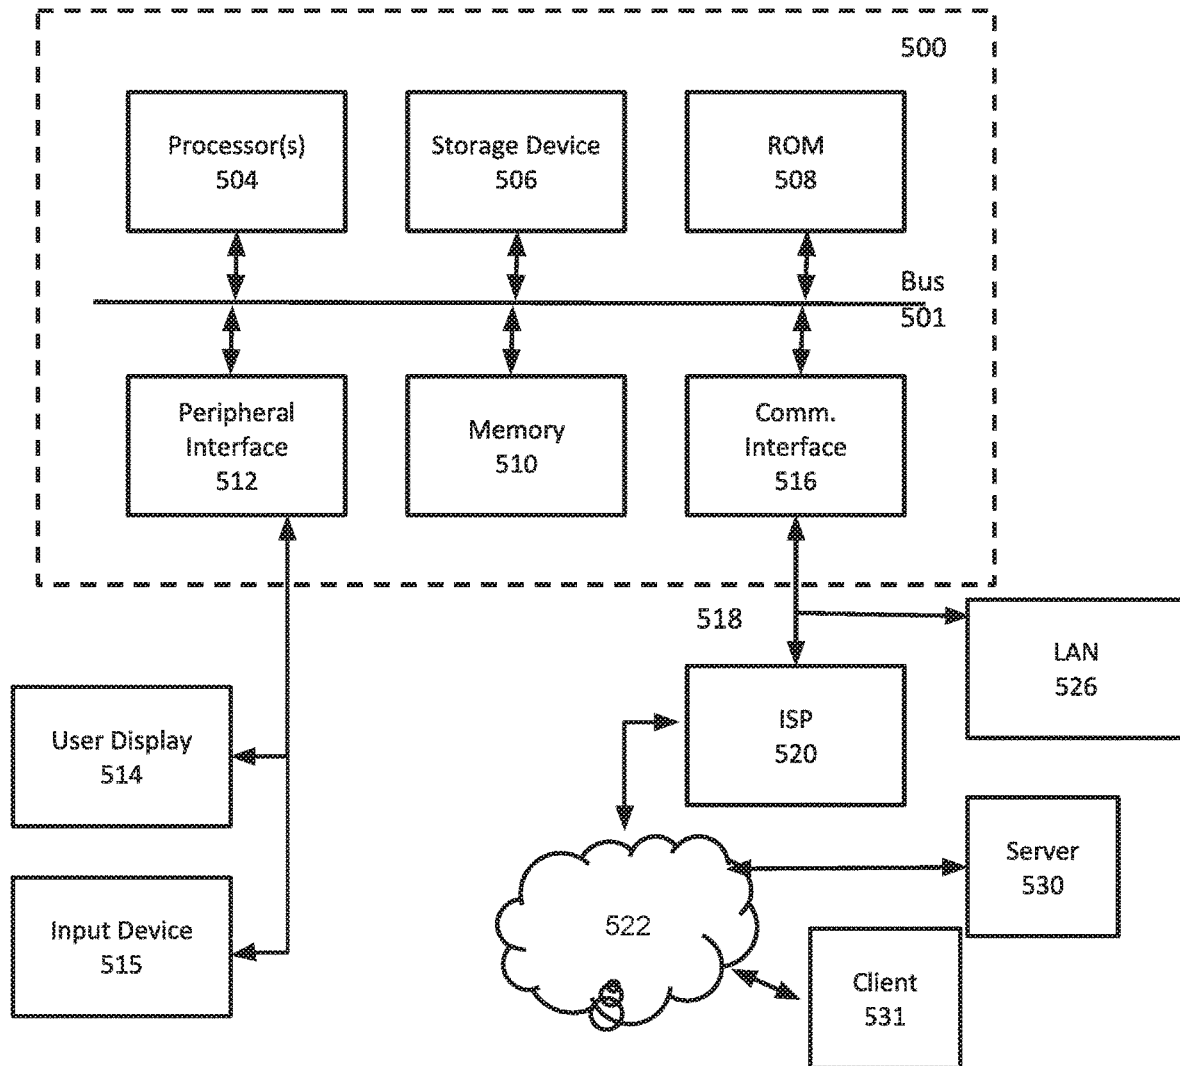 500
Processor(s)
504
Storage Device
506
ROM
508
Bus
501
Peripheral
Interface
512
Memory
510
Comm.
Interface
516
518
LAN
526
ISP
520
User Display
514
Server
530
Input Device
515
522
Client
531